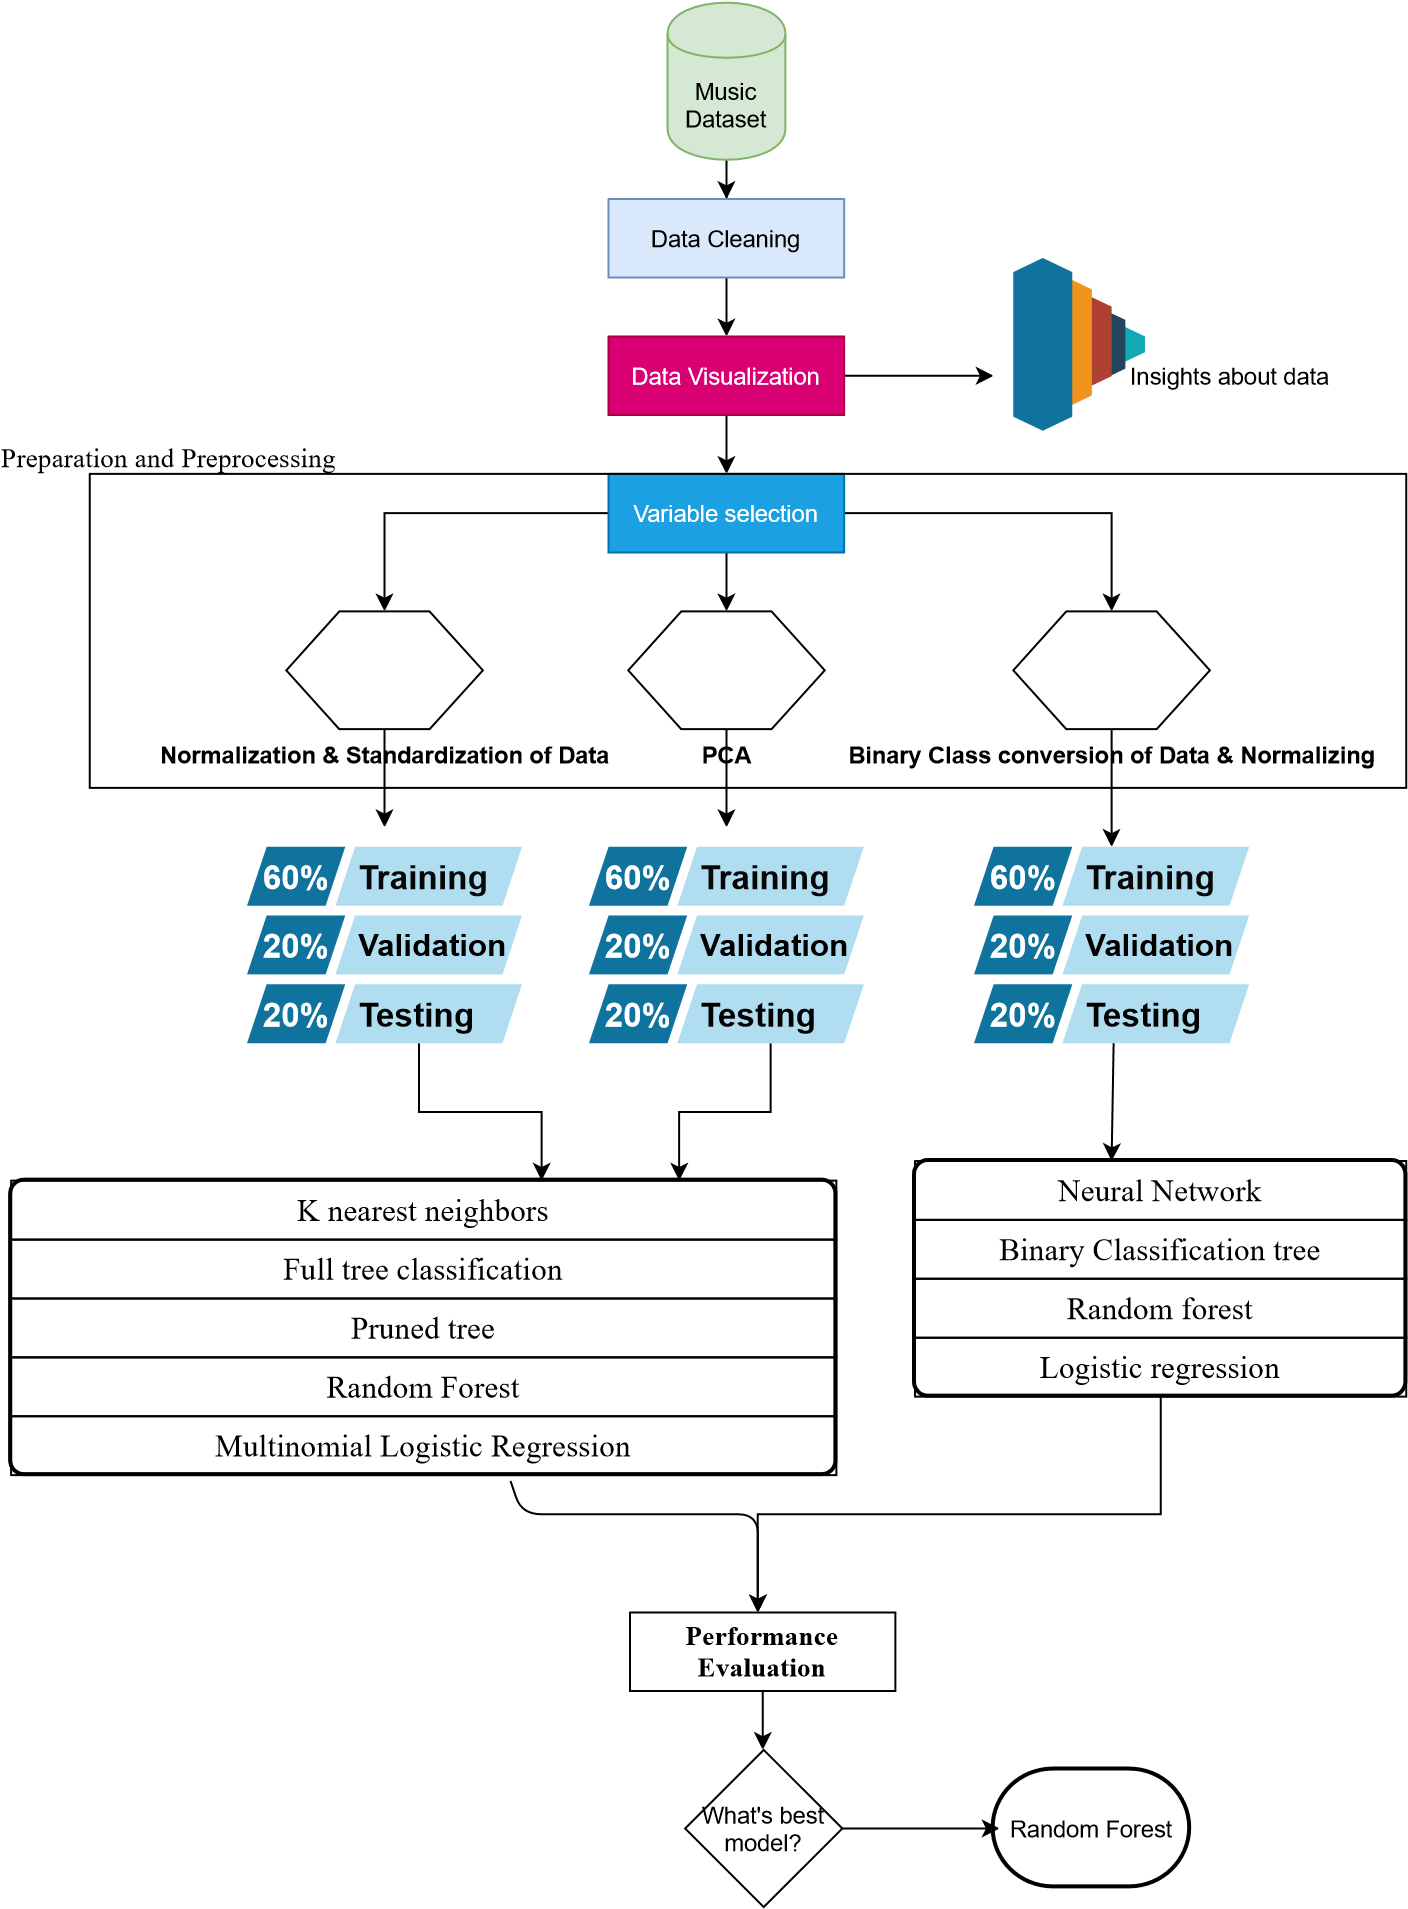 Music
Dataset
Data Cleaning
Data Visualization
Insights about data
Preparation and Preprocessing
Variable selection
Normalization & Standardization of Data
PCA
Binary Class conversion of Data & Normalizing
60% Training
20% Validation
20% Testing
60% Training
20% Validation
20% Testing
60% Training
20% Validation
20% Testing
K nearest neighbors
Full tree classification
Pruned tree
Random Forest
Multinomial Logistic Regression
Neural Network
Binary Classification tree
Random forest
Logistic regression
Performance
Evaluation
What's best
model?
Random Forest